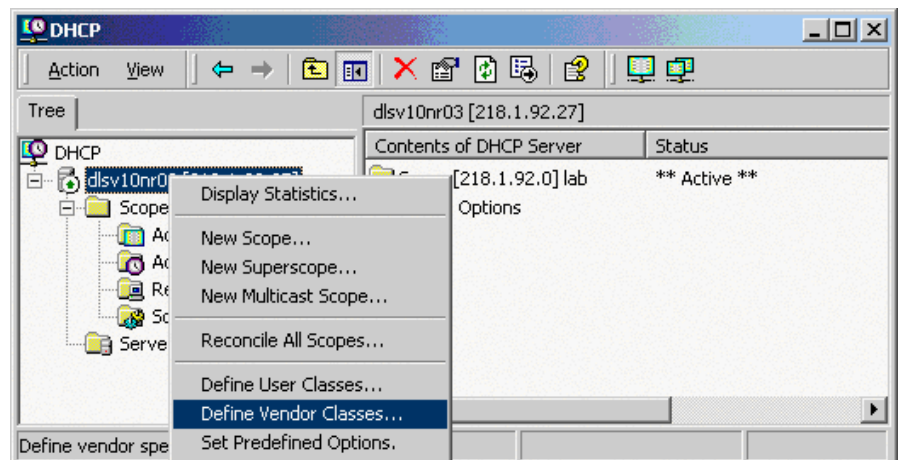 DHCP
Action View
Tree
dlsv10nr03 [218.1.92.27]
DHCP
Contents of DHCP Server Status
[218.1.92.0] lab ** Active **
Options
dlsv10nr0
Scope
Serve
Display Statistics...
New Scope...
New Superscope...
New Multicast Scope...
Reconcile All Scopes...
Define User Classes...
Define Vendor Classes...
Set Predefined Options.
Define vendor spe